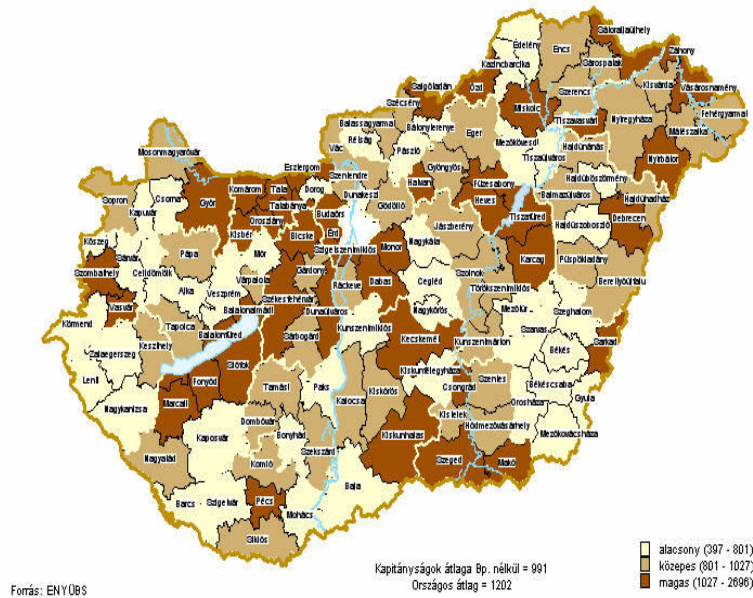 Sátoraljaújhely
Edelény
Encs
Záhony
Kazincbarcika
Sárospatak
Salgótarján
Ózd
Kisvárda
Vásárosnamény
Szerencs
Szécsény
Miskolc
Fehérgyarmat
Balassagyarmat
Tiszavasvári
Nyíregyháza
Bátonyterenye
Eger
Mátészalka
Rétság
Mezőkövesd
Mosonmagyaróvár
Vác
Pásztó
Hajdúnánás
Tiszaújváros
Nyírbátor
Esztergom
Gyöngyös
Szentendre
Hajdúböszörmény
Komárom
Tata
Dorog
Dunakeszi
Hatvan
Füzesabony
Sopron
Csorna
Győr
Tatabánya
Gödöllő
Heves
Balmazújváros
Hajdúhadház
Kapuvár
Budaörs
Oroszlány
Tiszafüred
Debrecen
Kisbér
Bicske
Érd
Jászberény
Hajdúszoboszló
Kőszeg
Szigetszentmiklós
Monor
Nagykáta
Sárvár
Pápa
Mór
Karcag
Püspökladány
Szombathely
Celldömölk
Gárdony
Szolnok
Várpalota
Ráckeve
Dabas
Cegléd
Berettyóújfalu
Ajka
Veszprém
Törökszentmiklós
Vasvár
Székesfehérvár
Balatonalmádi
Dunaújváros
Nagykőrös
Mezőtúr
Szeghalom
Körmend
Tapolca
Kunszentmiklós
Balatonfüred
Sárbogárd
Szarvas
Sarkad
Keszthely
Kecskemét
Kunszentmárton
Zalaegerszeg
Siófok
Békés
Lenti
Fonyód
Kiskunfélegyháza
Tamási
Paks
Szentes
Békéscsaba
Marcali
Kiskőrös
Csongrád
Nagykanizsa
Kalocsa
Gyula
Orosháza
Kistelek
Dombóvár
Hódmezővásárhely
Kaposvár
Bonyhád
Mezőkovácsháza
Nagyatád
Szekszárd
Kiskunhalas
Komló
Szeged
Makó
Baja
Barcs
Szigetvár
Pécs
Mohács
Siklós
Kapitányságok átlaga Bp. nélkül = 991
Országos átlag = 1202
alacsony (397 - 801)
közepes (801 - 1027)
magas (1027 - 2696)
Forrás: ENYÜBS